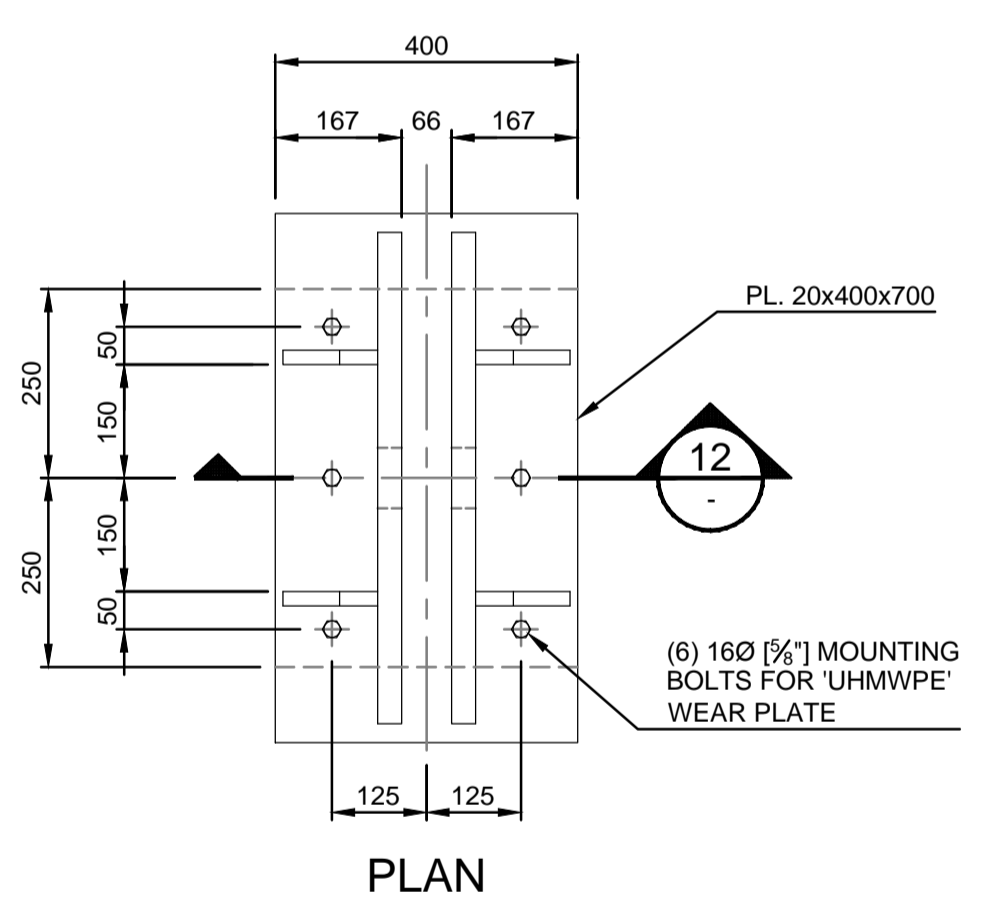 400
167 66 167
PL. 20x400x700
50
250
150
12
-
150
250
50
(6) 16Ø [⅝"] MOUNTING
BOLTS FOR 'UHMWPE'
WEAR PLATE
125 125
PLAN